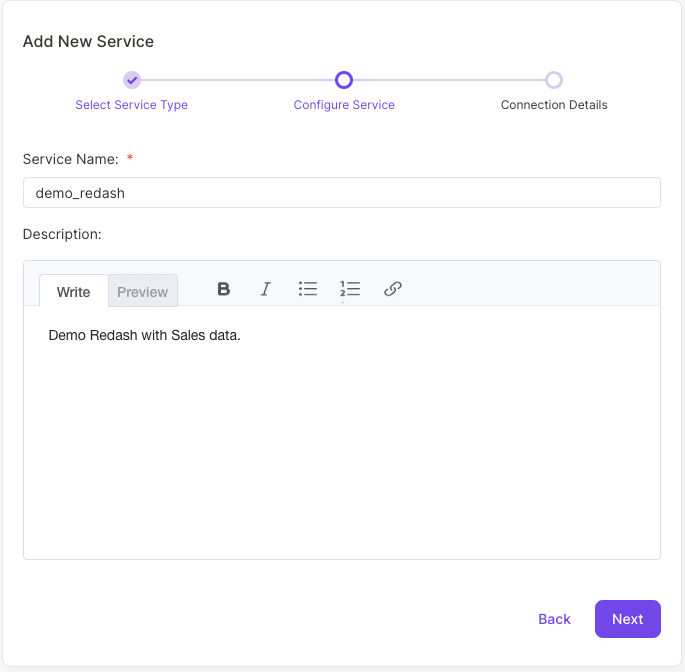 Add New Service
Select Service Type
Configure Service
Connection Details
Service Name: *
demo_redash
Description:
Write Preview B I
Demo Redash with Sales data.
Back Next